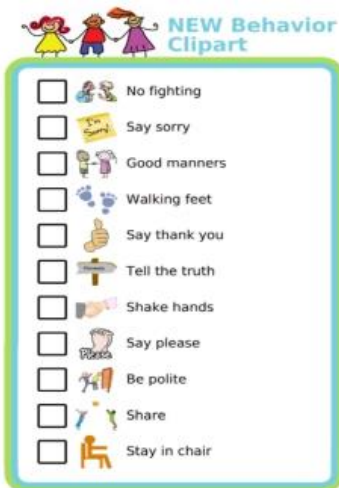 NEW Behavior
Clipart
No fighting
I'm
Sorry!
Say sorry
Good manners
Walking feet
Say thank you
Tell the truth
Shake hands
Please
Say please
Be polite
Share
Stay in chair